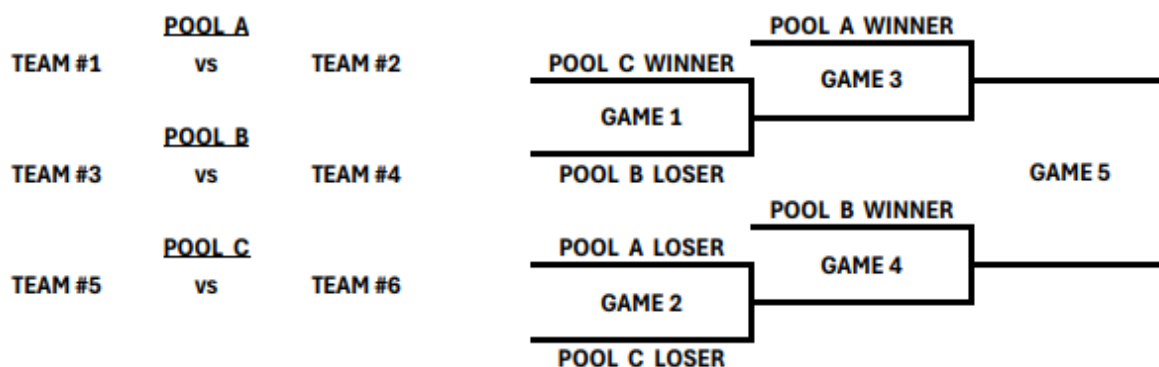 POOL A
TEAM #1 vs TEAM #2
POOL B
TEAM #3 vs TEAM #4
POOL C
TEAM #5 vs TEAM #6
POOL A WINNER
POOL C WINNER
GAME 3
GAME 1
POOL B LOSER
GAME 5
POOL B WINNER
POOL A LOSER
GAME 4
GAME 2
POOL C LOSER